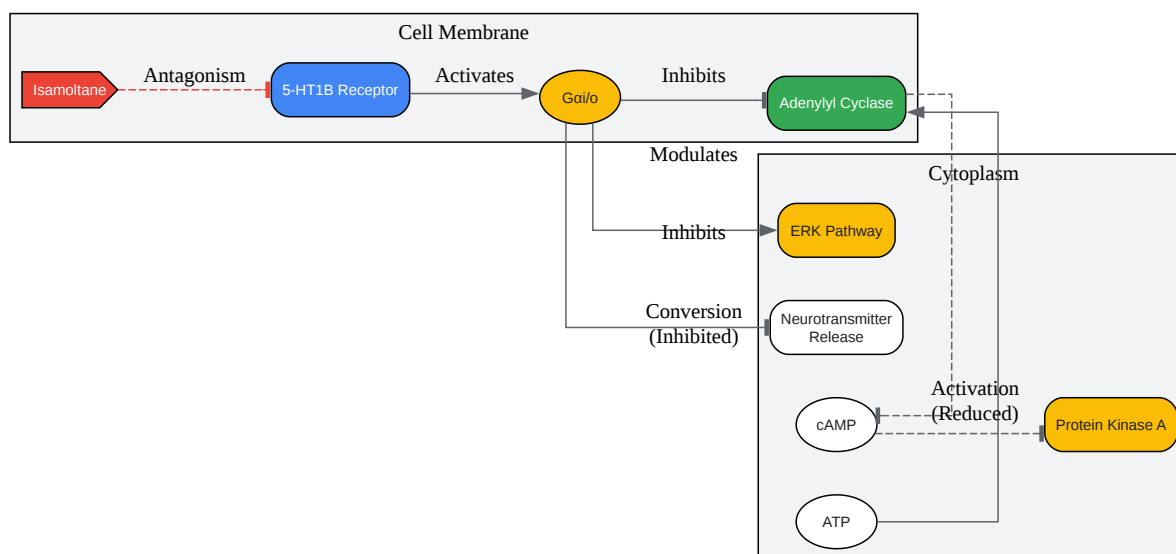 Cell Membrane
Isamoltane
Antagonism
5-HT1B Receptor
Activates
Gαi/o
Inhibits
Adenylyl Cyclase
Modulates
Cytoplasm
Inhibits
ERK Pathway
Conversion
(Inhibited)
Neurotransmitter
Release
Activation
(Reduced)
cAMP
Protein Kinase A
ATP